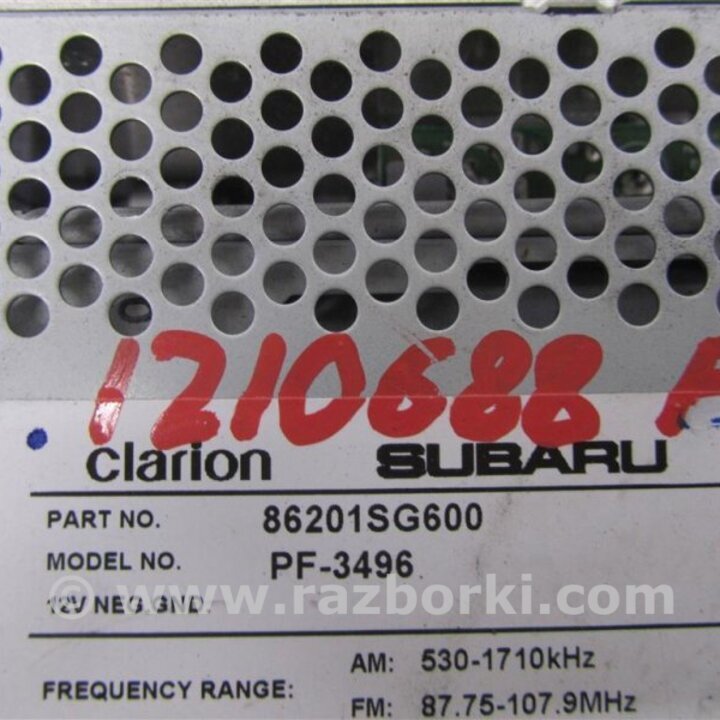 1210688
clarion SUBARU
PART NO. 86201SG600
MODEL NO. PF-3496
12V NEG.GND.
© www.razborki.com
FREQUENCY RANGE: AM: 530-1710kHz
FM: 87.75-107.9MHz